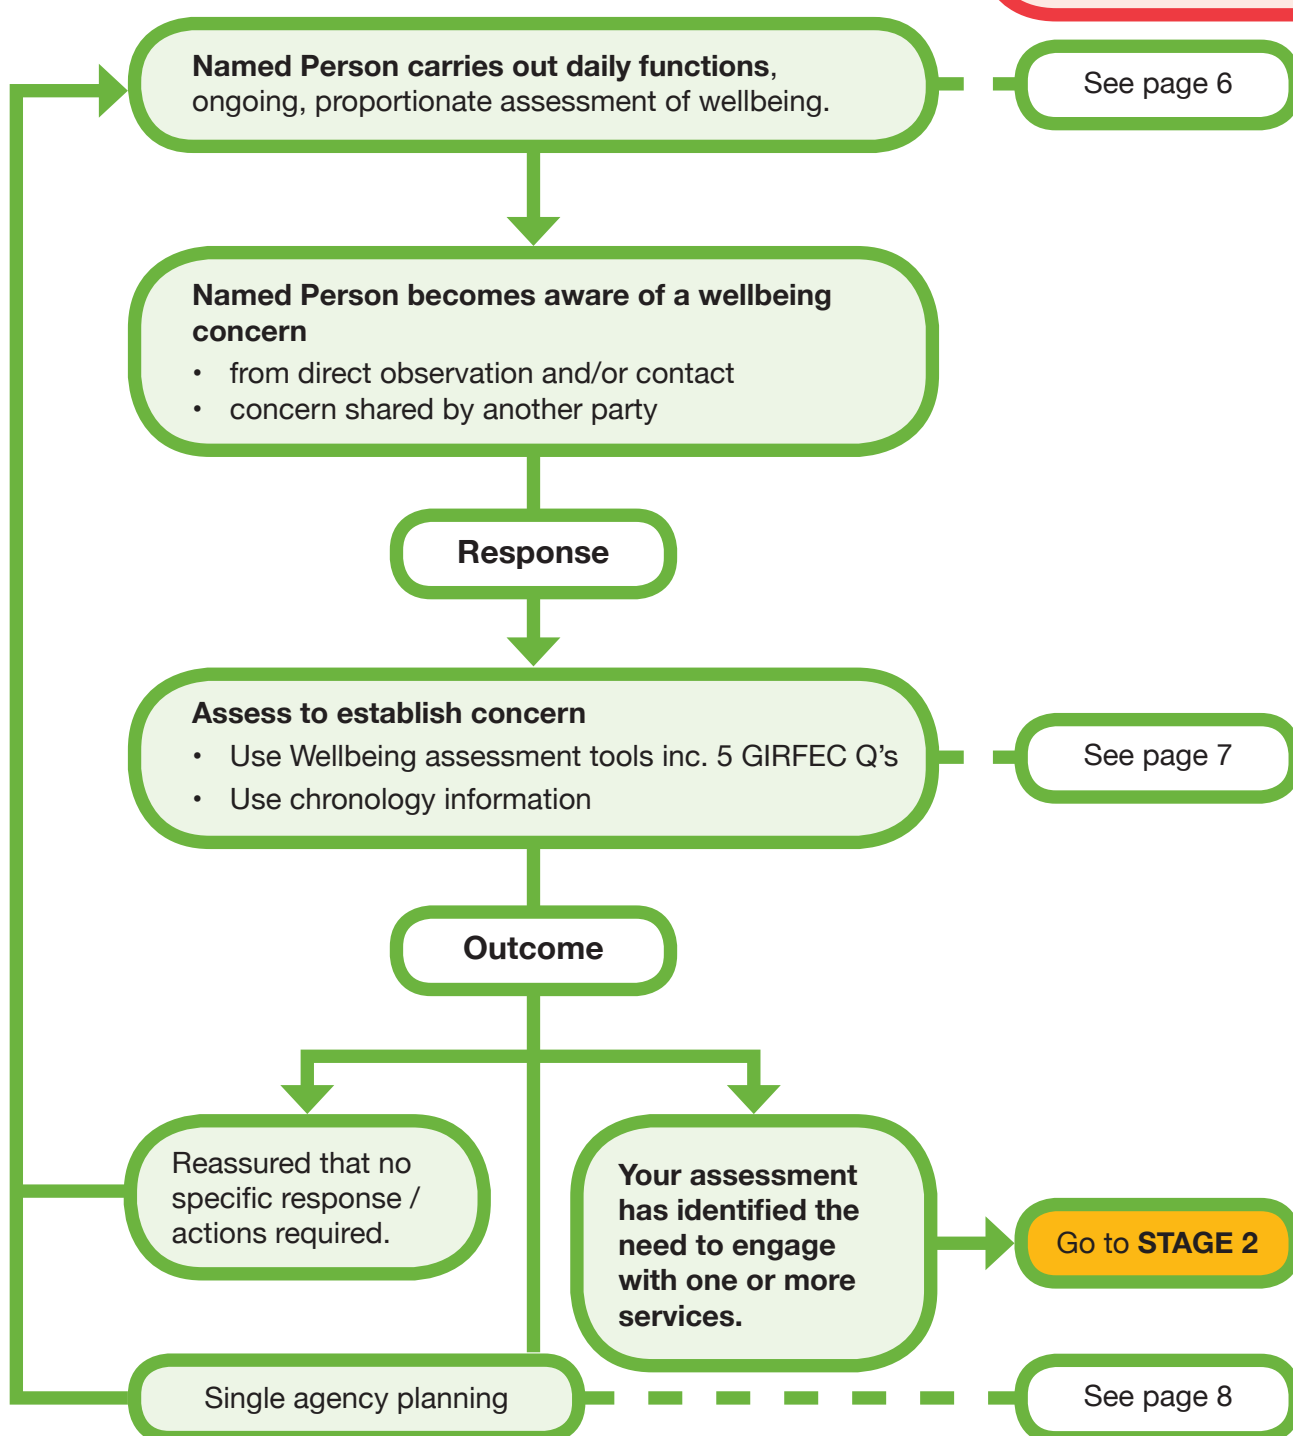 Named Person carries out daily functions,
ongoing, proportionate assessment of wellbeing.
See page 6
Named Person becomes aware of a wellbeing
concern
• from direct observation and/or contact
• concern shared by another party
Response
Assess to establish concern
• Use Wellbeing assessment tools inc. 5 GIRFEC Q's
• Use chronology information
See page 7
Outcome
Reassured that no
specific response /
actions required.
Your assessment
has identified the
need to engage
with one or more
services.
Go to STAGE 2
Single agency planning
See page 8